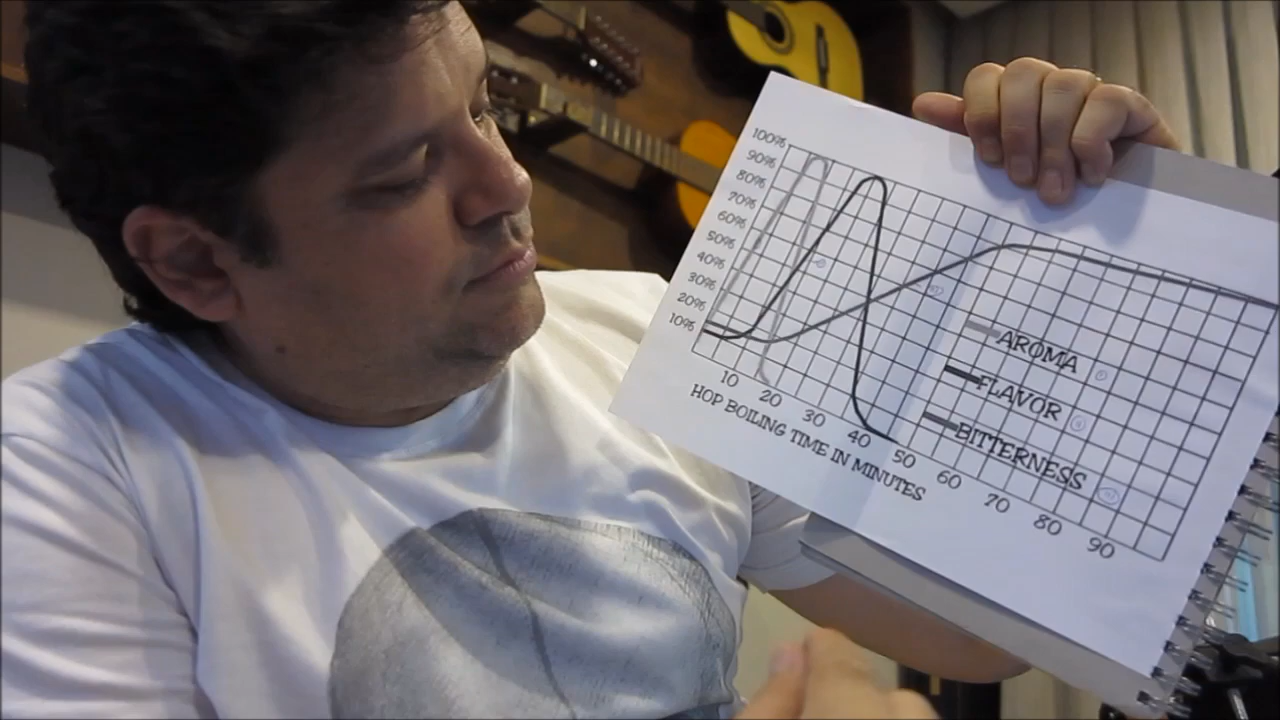 100%
90%
80%
70%
60%
50%
40%
30%
20%
10%
10 20 30 40 50 60 70 80 90
HOP BOILING TIME IN MINUTES
AROMA
FLAVOR
BITTERNESS